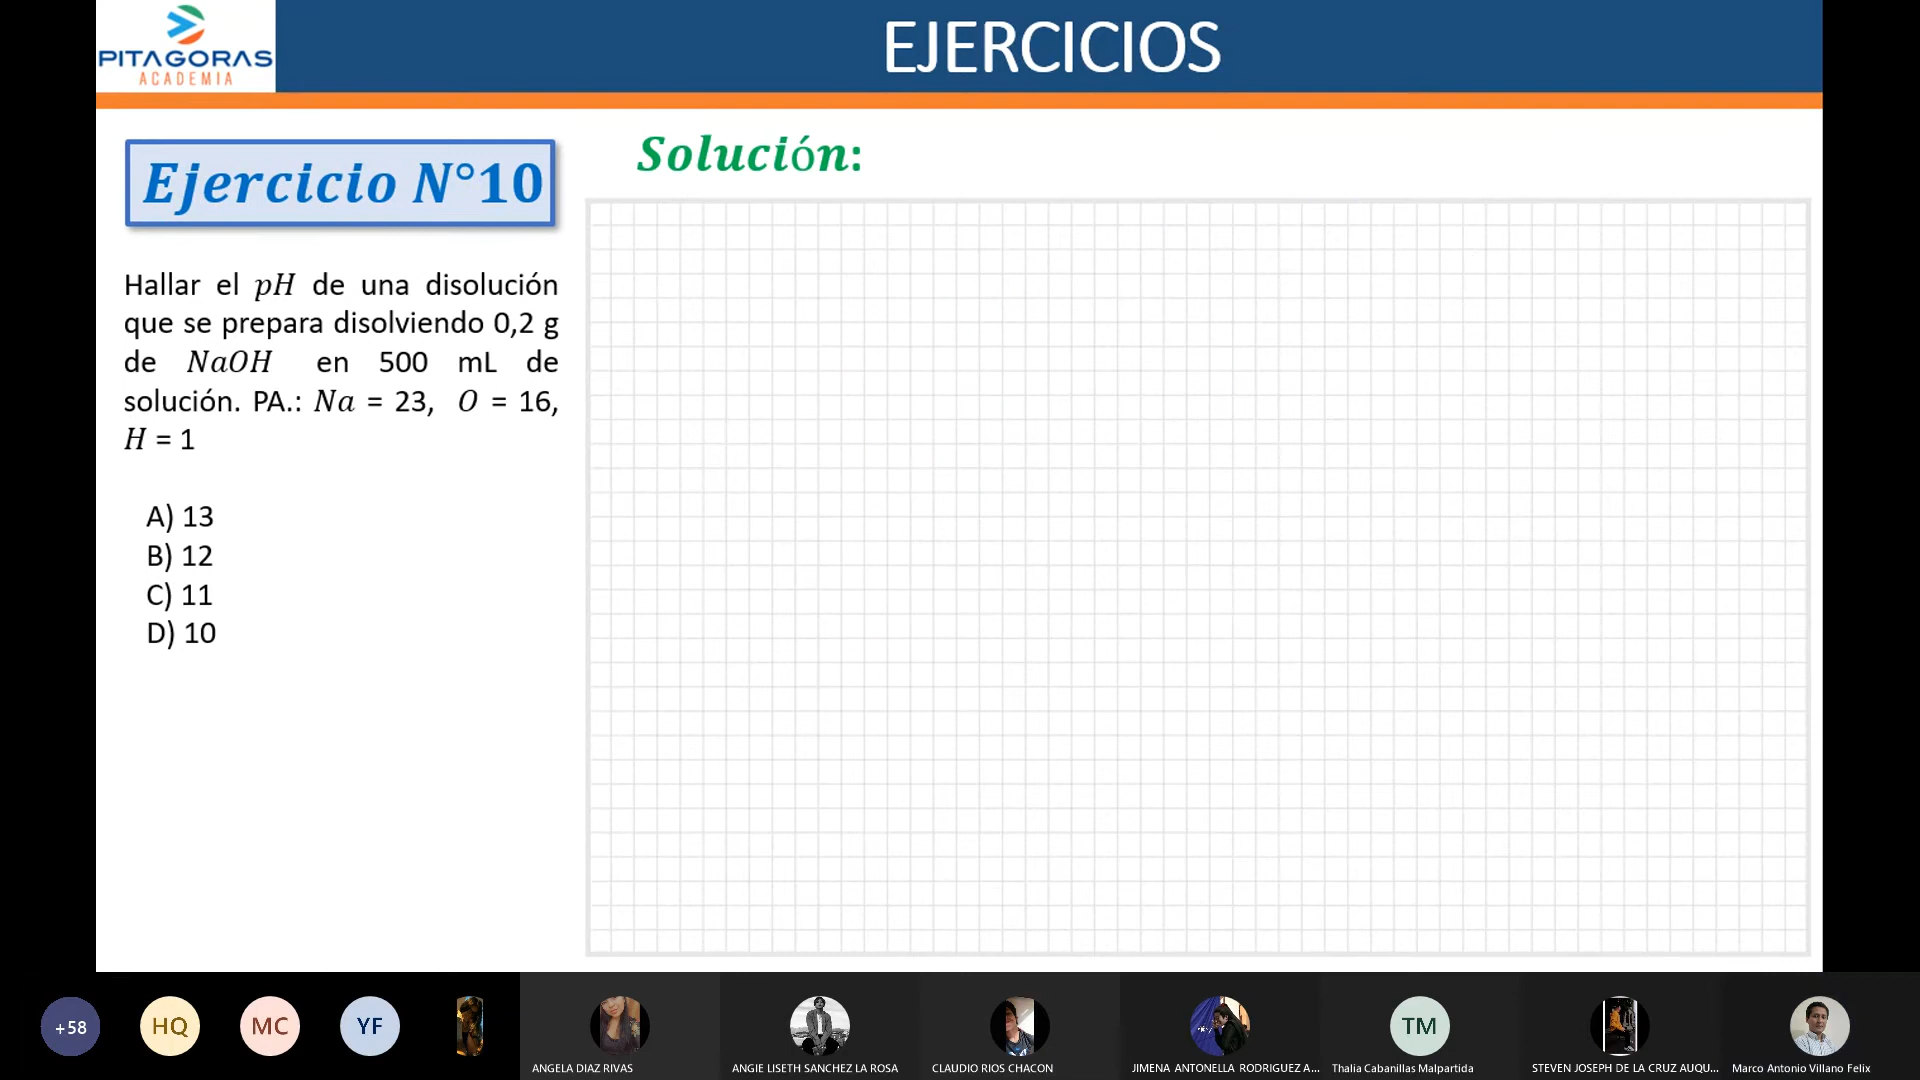 PITAGORAS
ACADEMIA
EJERCICIOS
Ejercicio N°10
Solución:
Hallar el pH de una disolución
que se prepara disolviendo 0,2 g
de NaOH en 500 mL de
solución. PA.: Na = 23, O = 16,
H = 1
A) 13
B) 12
C) 11
D) 10
+58
HQ
MC
YF
TM
ANGELA DIAZ RIVAS
ANGIE LISETH SANCHEZ LA ROSA
CLAUDIO RIOS CHACON
JIMENA ANTONELLA RODRIGUEZ A...
Thalia Cabanillas Malpartida
STEVEN JOSEPH DE LA CRUZ AUQU...
Marco Antonio Villano Felix